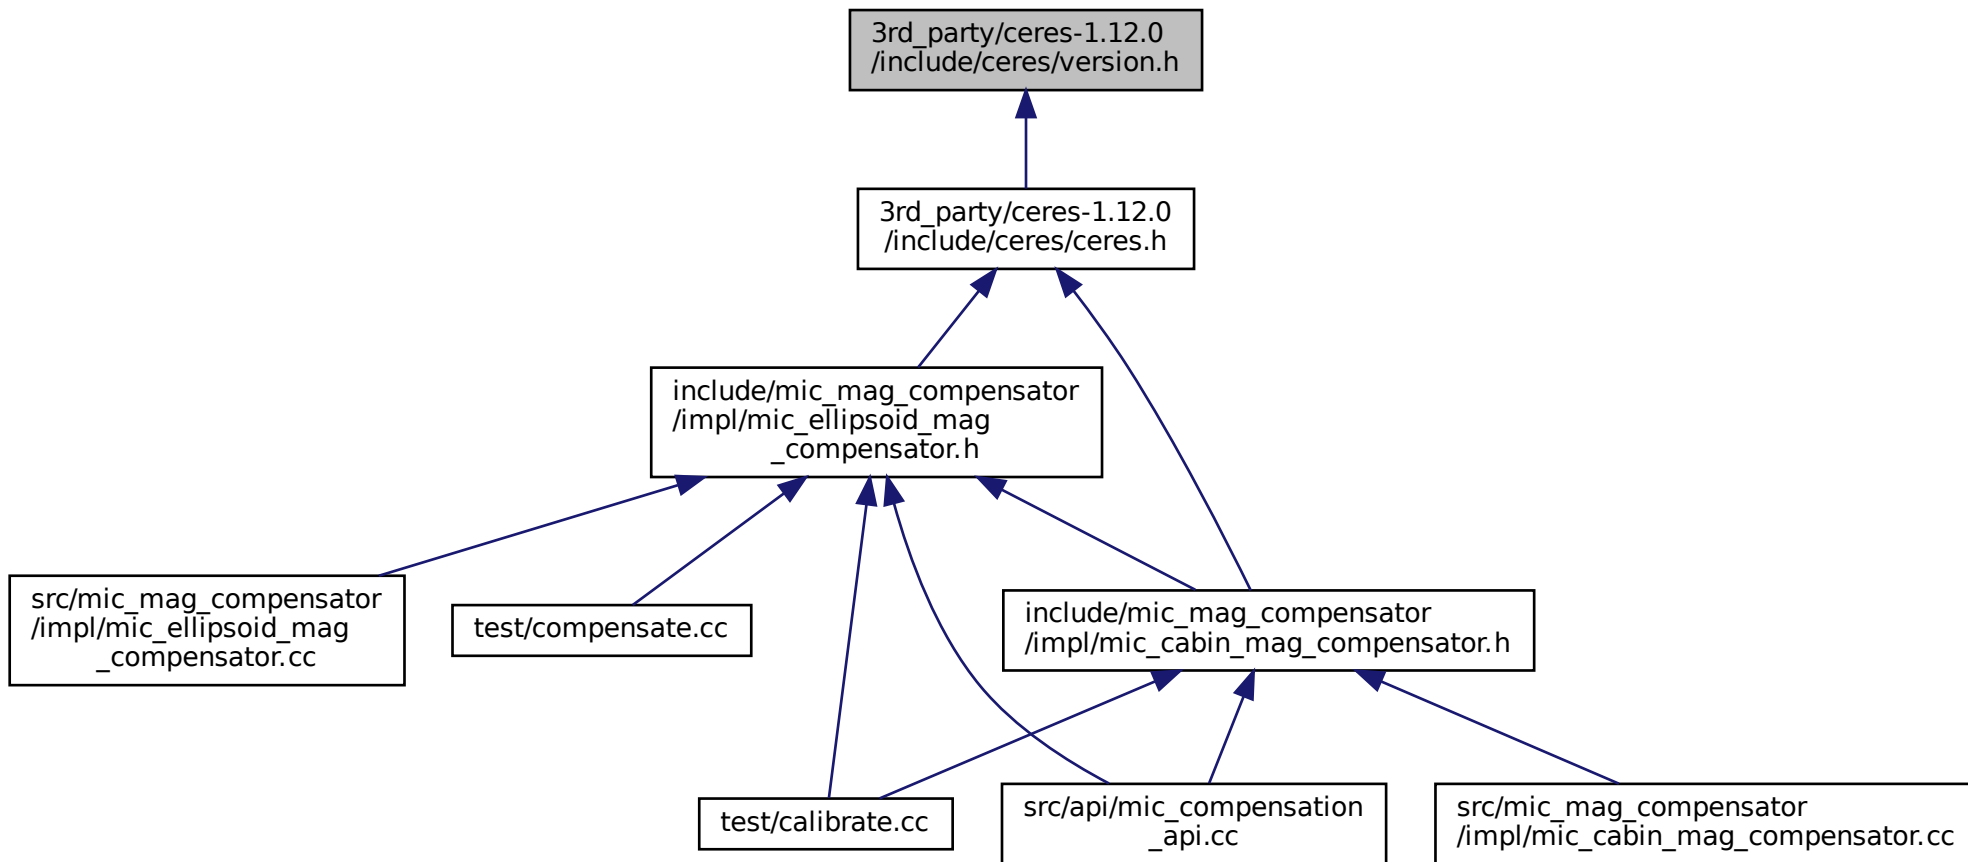 3rd_party/ceres-1.12.0
/include/ceres/version.h
3rd_party/ceres-1.12.0
/include/ceres/ceres.h
include/mic_mag_compensator
/impl/mic_ellipsoid_mag
_compensator.h
src/mic_mag_compensator
/impl/mic_ellipsoid_mag
_compensator.cc
test/compensate.cc
include/mic_mag_compensator
/impl/mic_cabin_mag_compensator.h
test/calibrate.cc
src/api/mic_compensation
_api.cc
src/mic_mag_compensator
/impl/mic_cabin_mag_compensator.cc